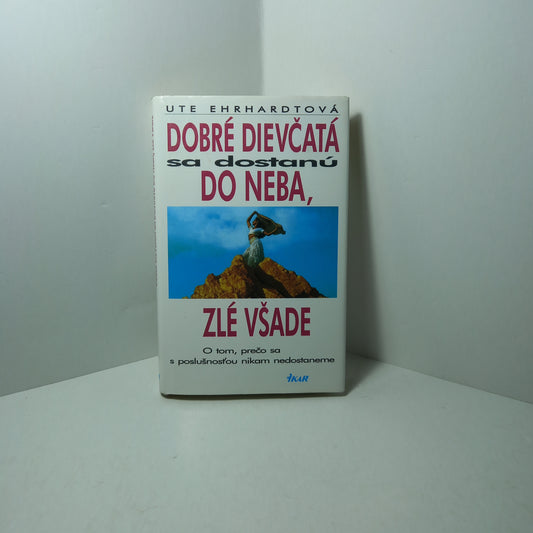 UTE EHRHARDTOVÁ
DOBRÉ DIEVČATÁ
sa dostanú
DO NEBA,
ZLÉ VŠADE
O tom, prečo sa
s poslušnosťou nikam nedostaneme
IKAR